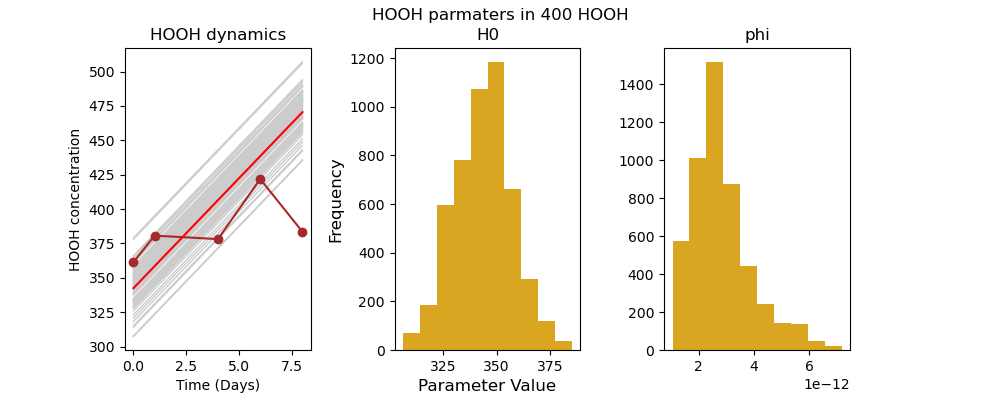 HOOH parmaters in 400 HOOH
HOOH dynamics
H0
phi
HOOH concentration
500
475
450
425
400
375
350
325
300
0.0 2.5 5.0 7.5
Time (Days)
Frequency
1200
1000
800
600
400
200
0
325 350 375
Parameter Value
1400
1200
1000
800
600
400
200
0
2 4 6
1e−12